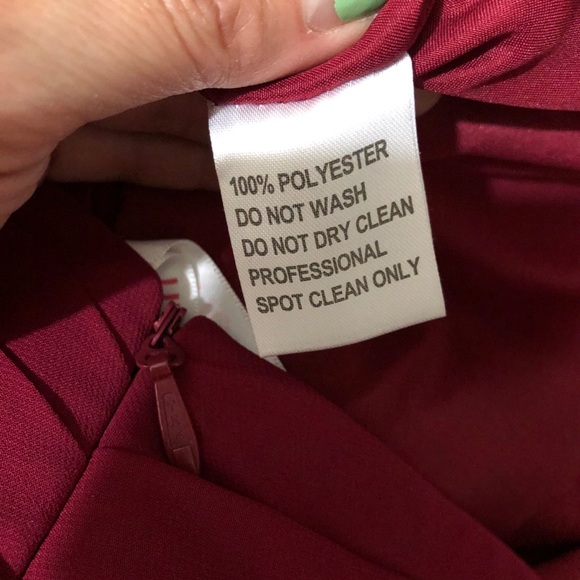 100% POLYESTER
DO NOT WASH
DO NOT DRY CLEAN
PROFESSIONAL
SPOT CLEAN ONLY